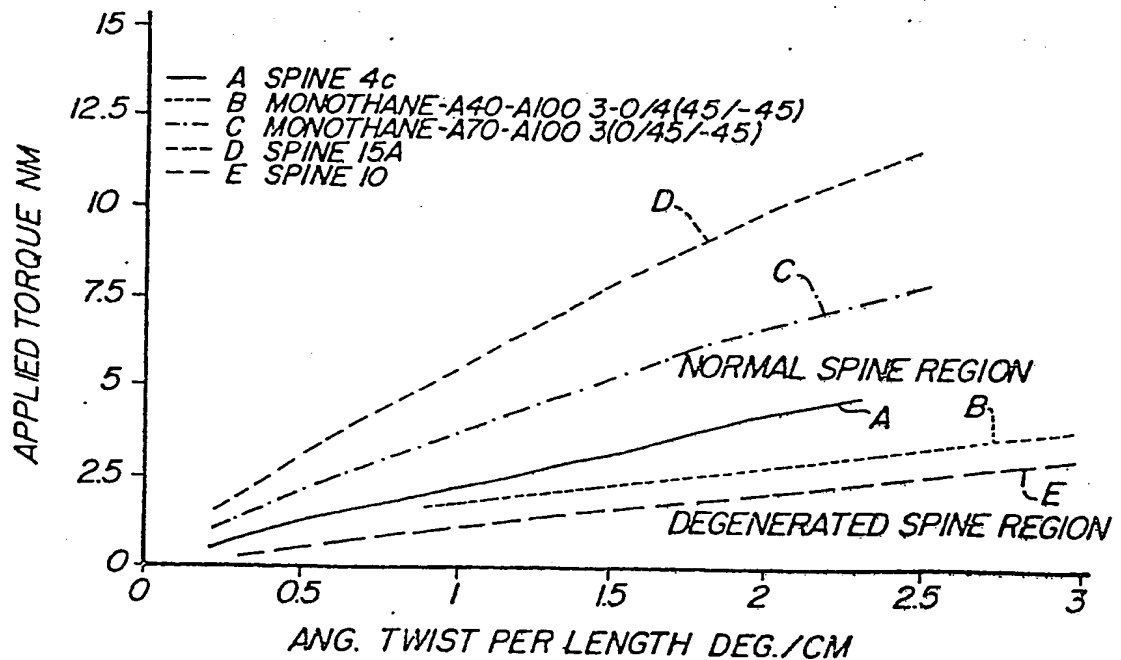 15
12.5
10
7.5
5
2.5
0
APPLIED TORQUE NM
A SPINE 4c
B MONOTHANE-A40-A100 3-0/4(45/-45)
C MONOTHANE-A70-A100 3(0/45/-45)
D SPINE 15A
E SPINE 10
D
C
NORMAL SPINE REGION
A
B
E
DEGENERATED SPINE REGION
0
0.5
1
1.5
2
2.5
3
ANG. TWIST PER LENGTH DEG./CM